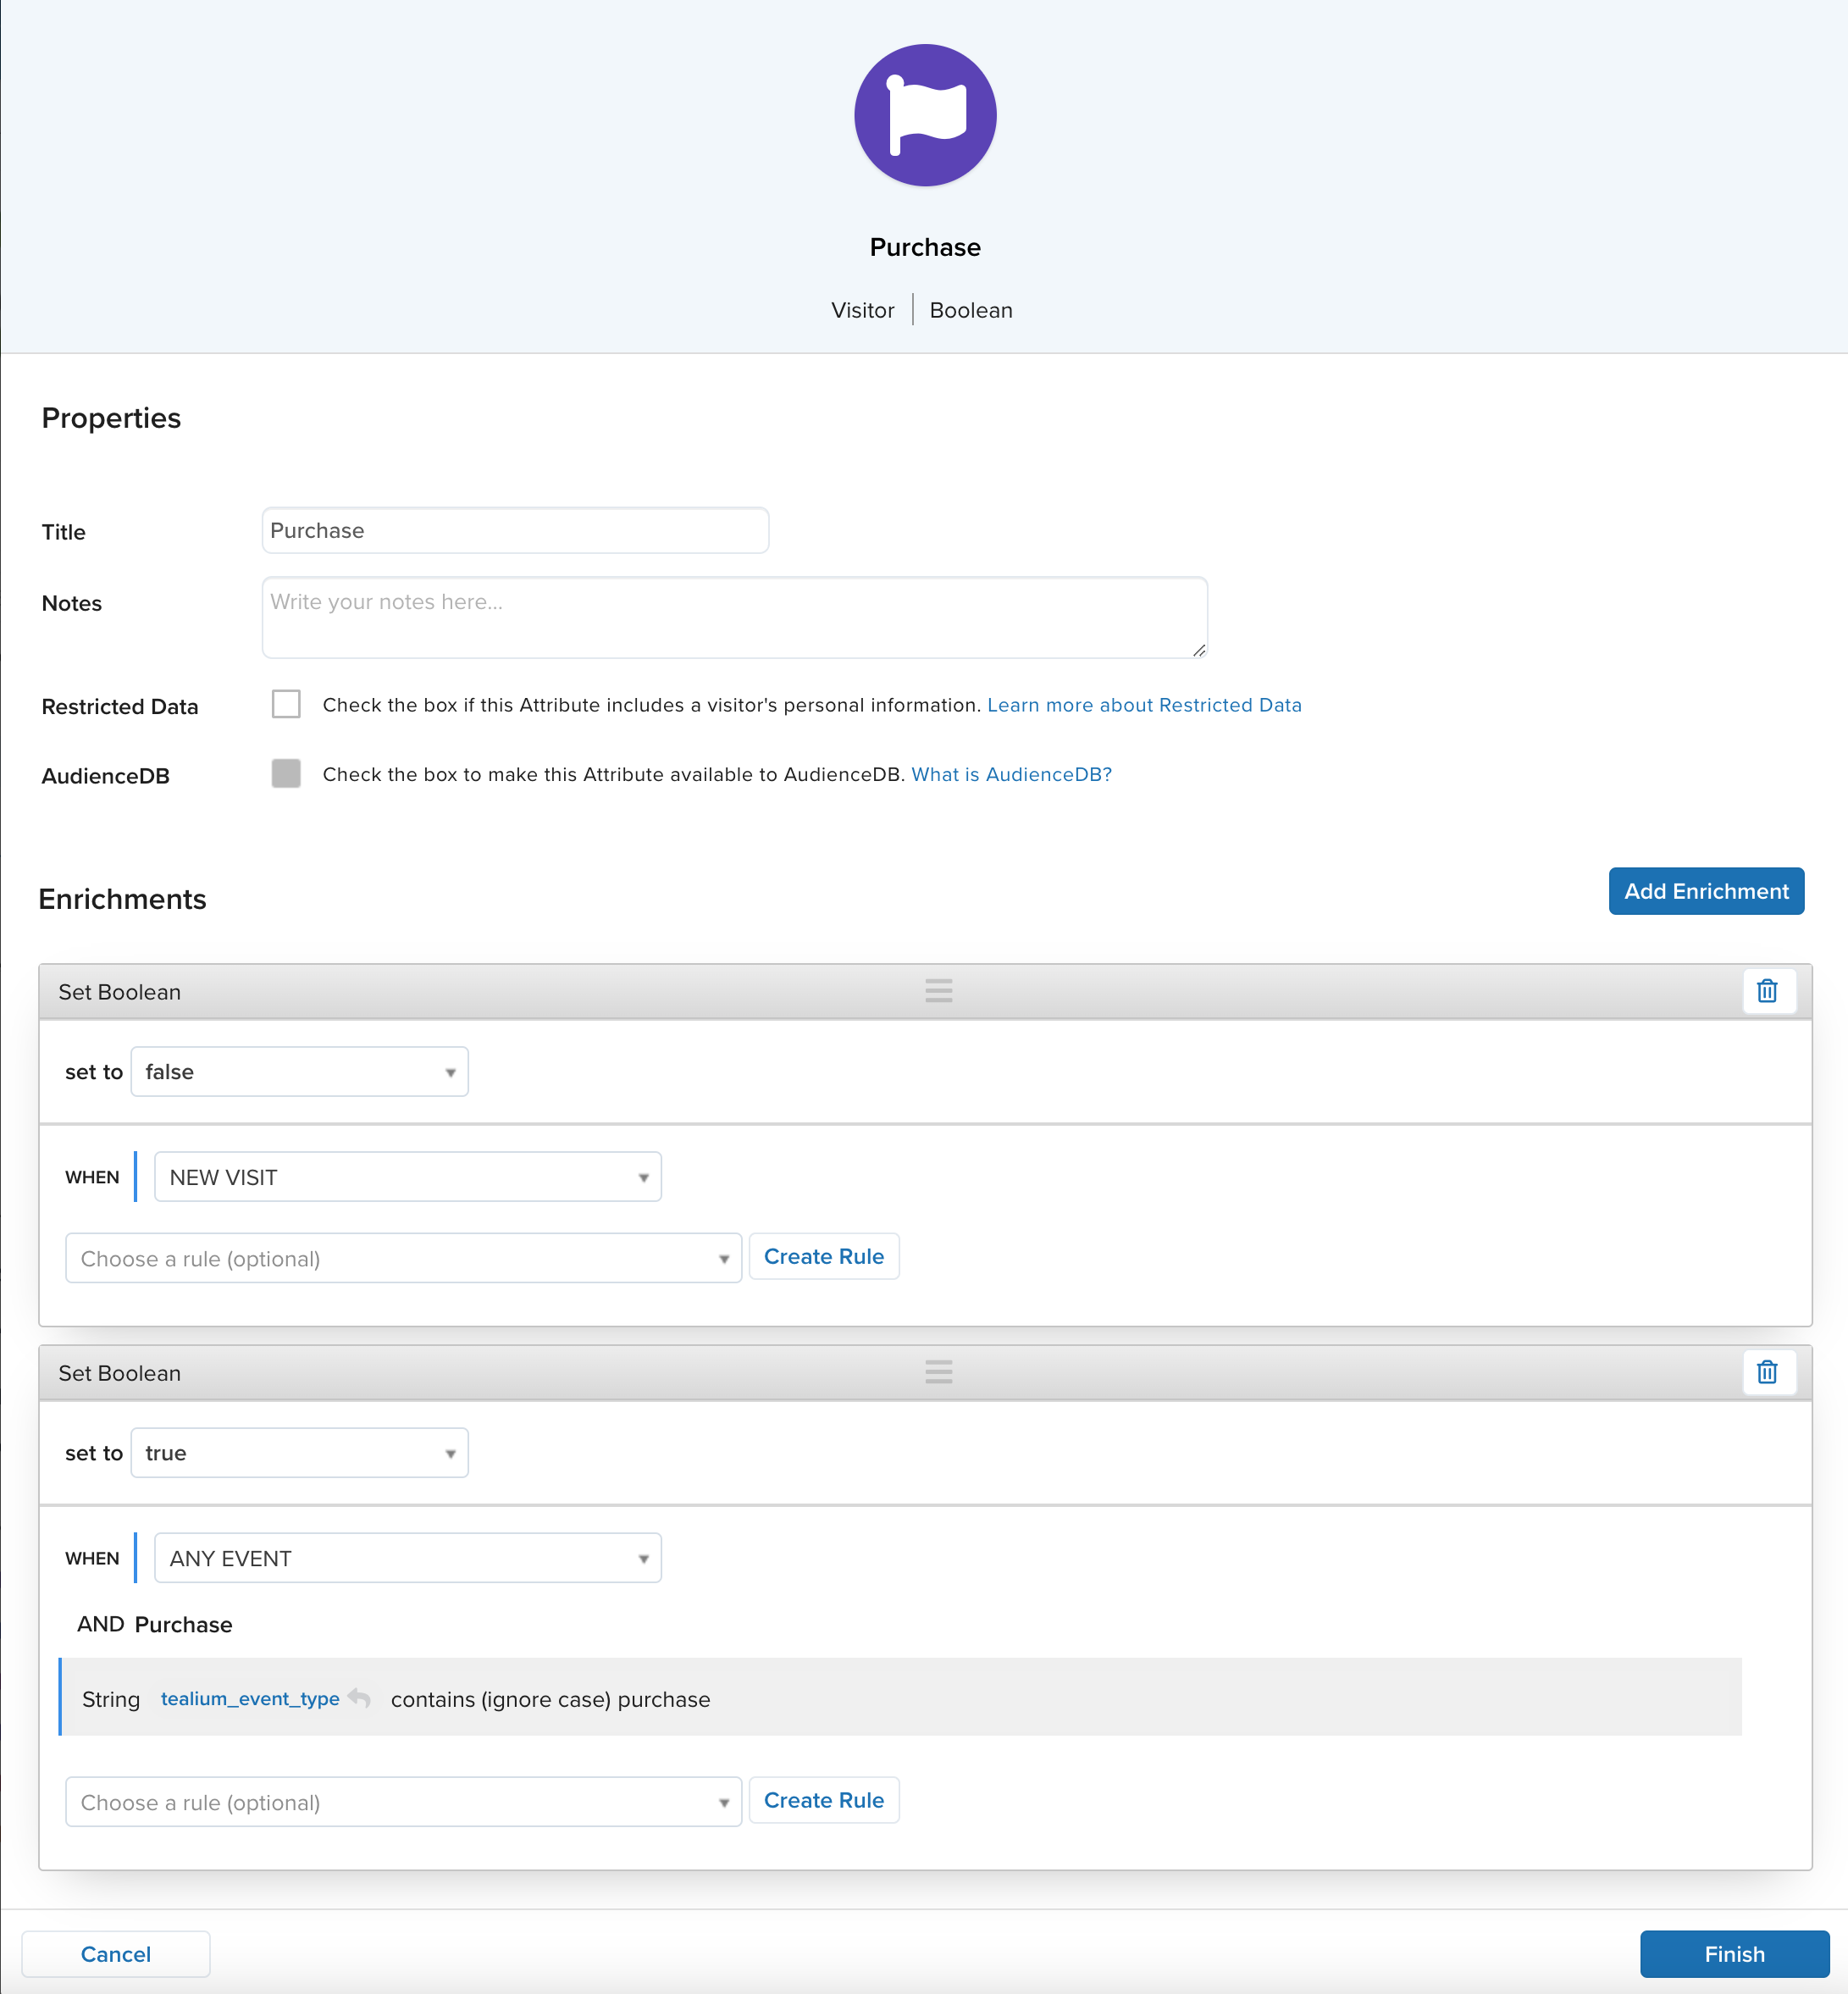 Purchase
Visitor | Boolean
Properties
Title Purchase
Notes Write your notes here...
Restricted Data Check the box if this Attribute includes a visitor's personal information. Learn more about Restricted Data
AudienceDB Check the box to make this Attribute available to AudienceDB. What is AudienceDB?
Enrichments Add Enrichment
Set Boolean
set to false
WHEN NEW VISIT
Choose a rule (optional) Create Rule
Set Boolean
set to true
WHEN ANY EVENT
AND Purchase
String tealium_event_type contains (ignore case) purchase
Choose a rule (optional) Create Rule
Cancel Finish